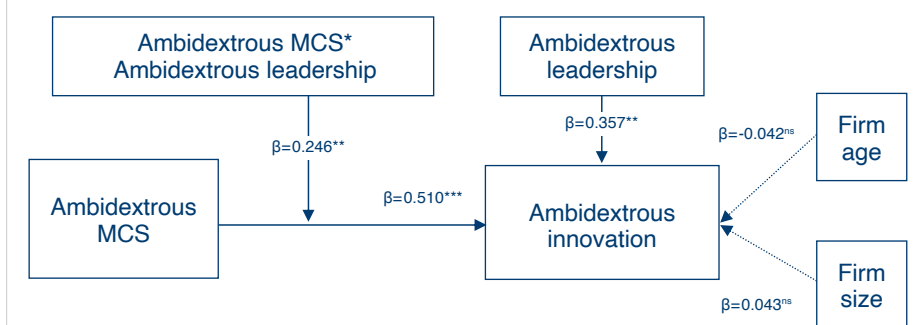 Ambidextrous MCS*
Ambidextrous leadership
Ambidextrous
leadership
β=0.246**
β=0.357**
β=-0.042ns
Firm
age
Ambidextrous
MCS
β=0.510***
Ambidextrous
innovation
β=0.043ns
Firm
size